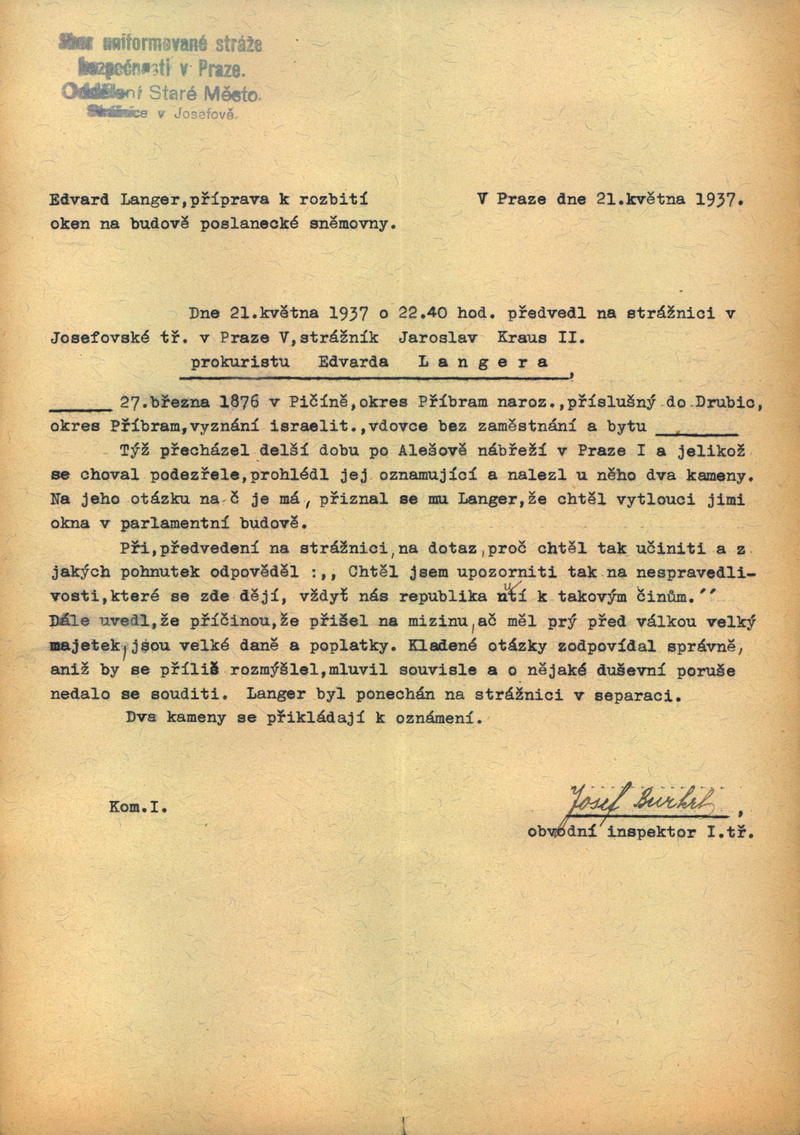 Sbor uniformované stráže
bezpečnosti v Praze.
Oddělení Staré Město.
Strážnice v Josefově.
Edvard Langer,příprava k rozbití
oken na budově poslanecké sněmovny.
V Praze dne 21.května 1937.
Dne 21.května 1937 o 22.40 hod. předvedl na strážnici v
Josefovské tř. v Praze V,strážník Jaroslav Kraus II.
prokuristu Edvarda L a n g e r a ,
27.března 1876 v Pičíně,okres Příbram naroz.,příslušný do Drubic,
okres Příbram,vyznání israelit.,vdovce bez zaměstnání a bytu
Týž přecházel delší dobu po Alešově nábřeží v Praze I a jelikož
se choval podezřele,prohlédl jej oznamující a nalezl u něho dva kameny.
Na jeho otázku na č je má, přiznal se mu Langer,že chtěl vytlouci jimi
okna v parlamentní budově.
Při,předvedení na strážnici,na dotaz,proč chtěl tak učiniti a z
jakých pohnutek odpověděl :,, Chtěl jsem upozorniti tak na nespravedli-
vosti,které se zde dějí, vždyť nás republika nutí k takovým činům.´´
Dále uvedl,že příčinou,že přišel na mizinu,ač měl prý před válkou velký
majetek,jsou velké daně a poplatky. Kladené otázky zodpovídal správně,
aniž by se příliš rozmýšlel,mluvil souvisle a o nějaké duševní poruše
nedalo se souditi. Langer byl ponechán na strážnici v separaci.
Dva kameny se přikládají k oznámení.
Kom.I.
Josef ,
obvodní inspektor I.tř.